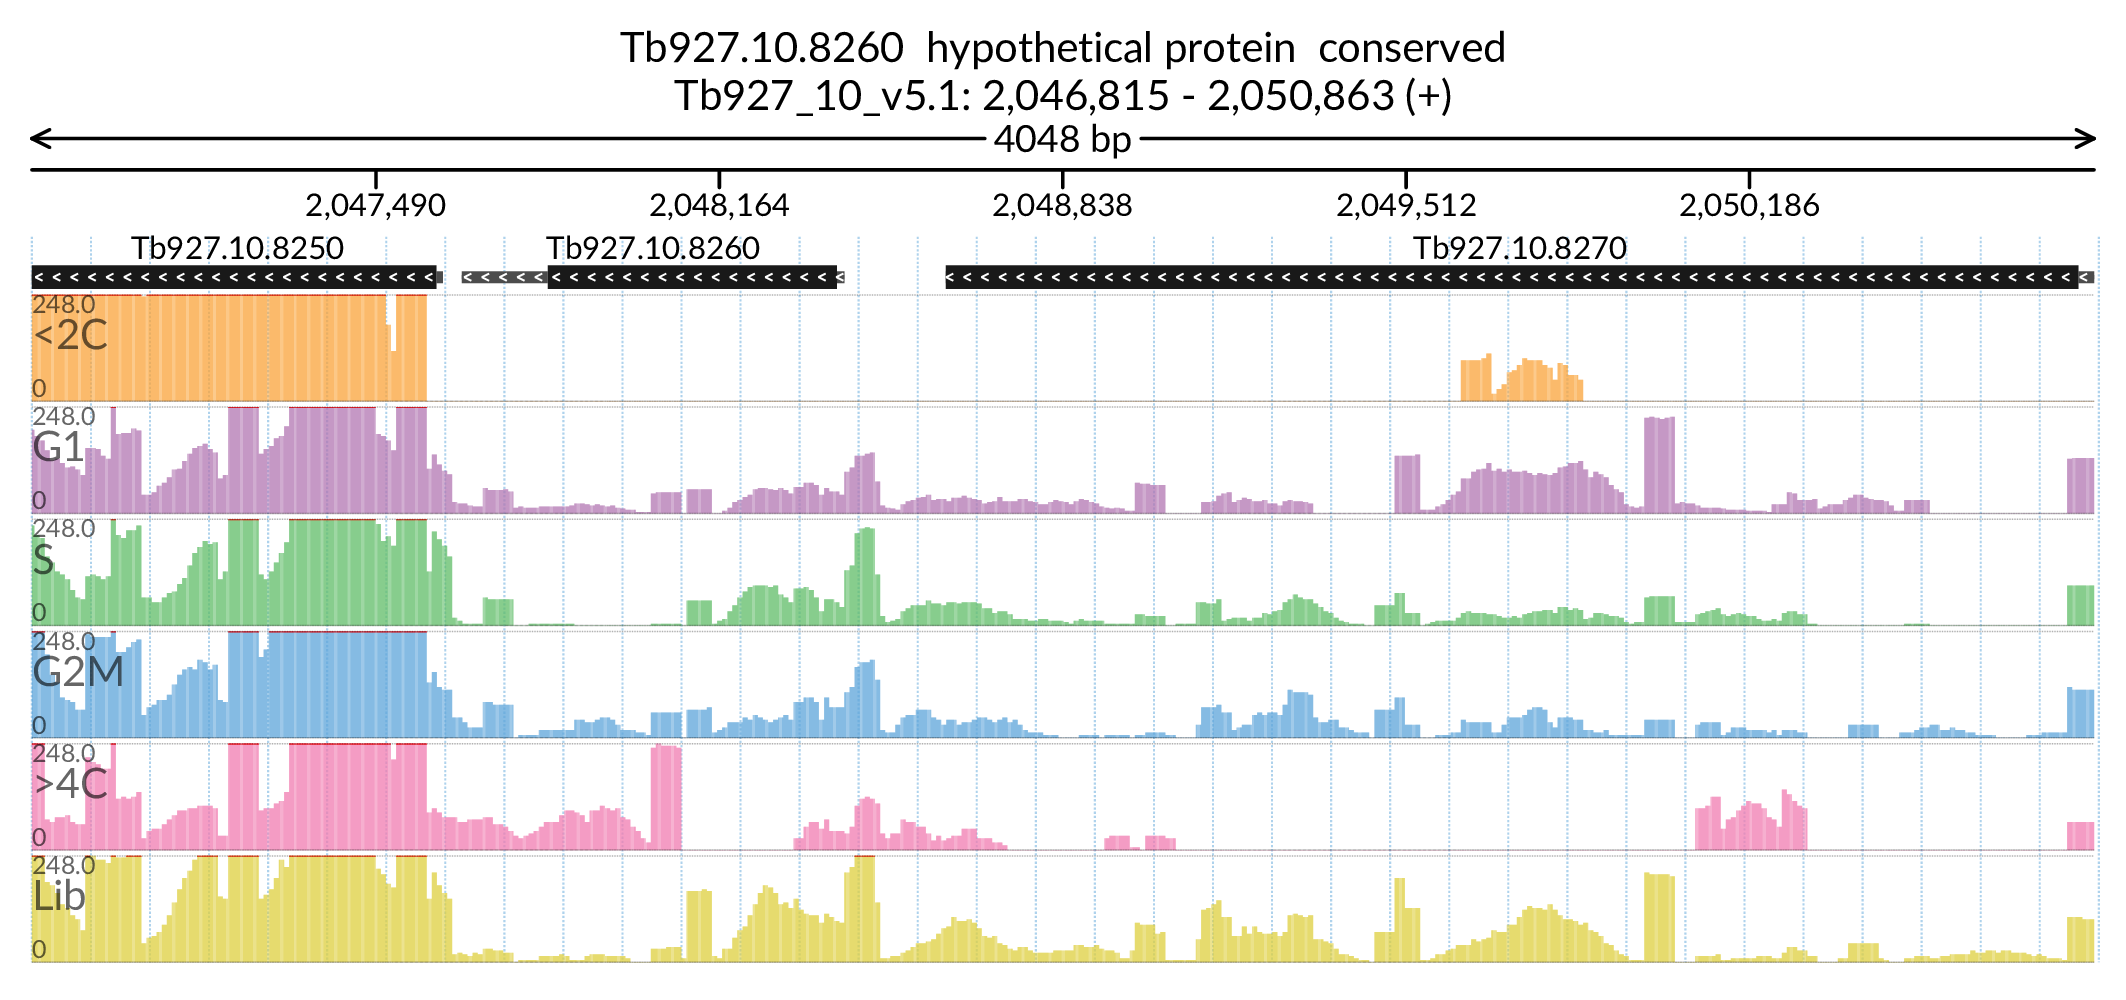 Tb927.10.8260  hypothetical protein  conserved
Tb927_10_v5.1: 2,046,815 - 2,050,863 (+)
4048 bp
2,047,490 2,048,164 2,048,838 2,049,512 2,050,186
Tb927.10.8250 Tb927.10.8260 Tb927.10.8270
248.0
<2C
0
248.0
G1
0
248.0
S
0
248.0
G2M
0
248.0
>4C
0
248.0
Lib
0